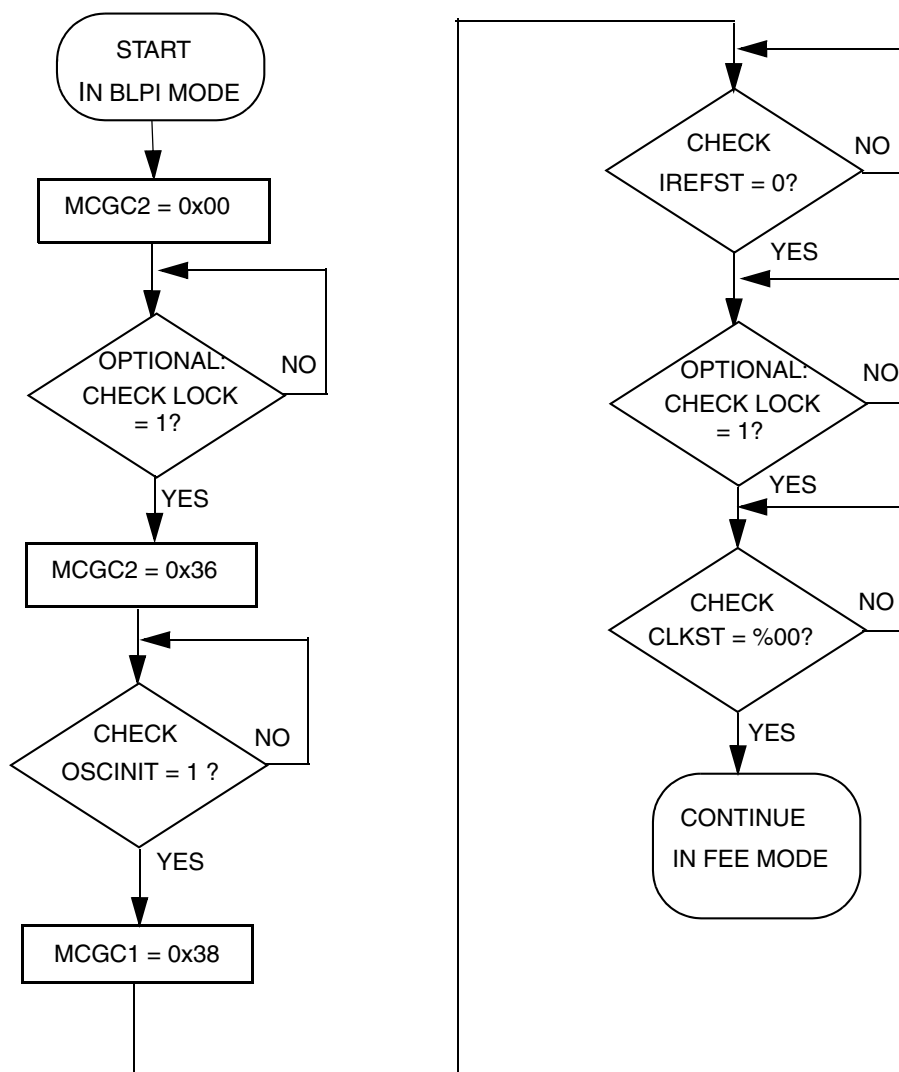 START
IN BLPI MODE
MCGC2 = 0x00
OPTIONAL:
CHECK LOCK
= 1?
NO
YES
MCGC2 = 0x36
CHECK
OSCINIT = 1 ?
NO
YES
MCGC1 = 0x38
CHECK
IREFST = 0?
NO
YES
OPTIONAL:
CHECK LOCK
= 1?
NO
YES
CHECK
CLKST = %00?
NO
YES
CONTINUE
IN FEE MODE